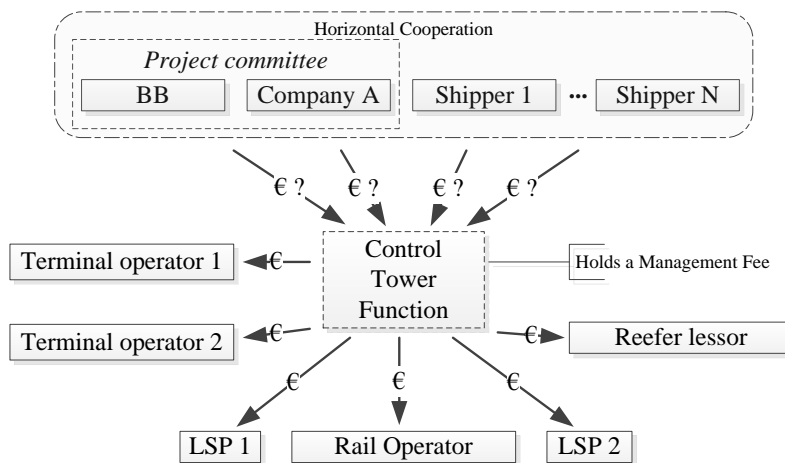 Horizontal Cooperation
Project committee
BB
Company A
Shipper 1
...
Shipper N
€ ?
€ ?
€ ?
€ ?
Control
Tower
Function
Terminal operator 1
€
Holds a Management Fee
Terminal operator 2
€
€
Reefer lessor
€
€
€
LSP 1
Rail Operator
LSP 2